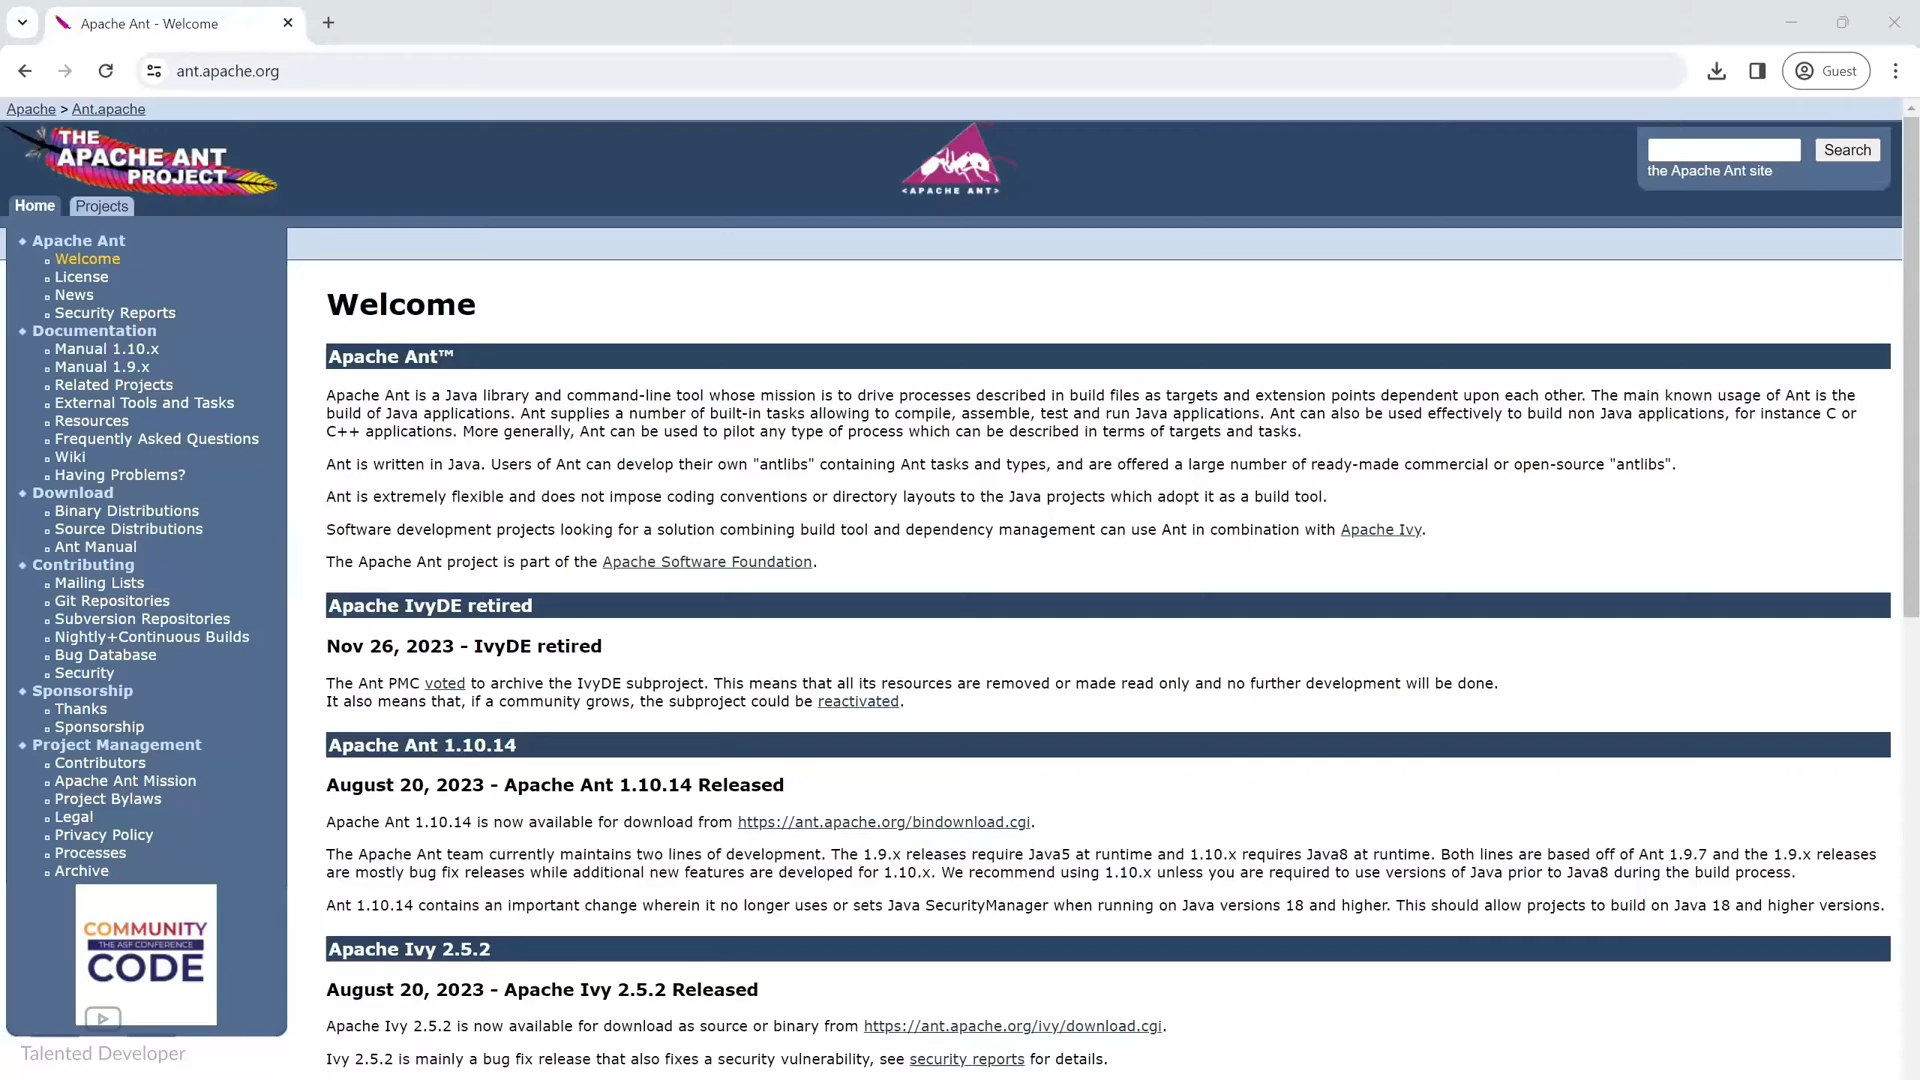 Apache Ant - Welcome
ant.apache.org
Guest
Apache > Ant.apache
THE
APACHE ANT
PROJECT
<APACHE ANT>
Search
the Apache Ant site
Home
Projects
Apache Ant
Welcome
License
News
Security Reports
Documentation
Manual 1.10.x
Manual 1.9.x
Related Projects
External Tools and Tasks
Resources
Frequently Asked Questions
Wiki
Having Problems?
Download
Binary Distributions
Source Distributions
Ant Manual
Contributing
Mailing Lists
Git Repositories
Subversion Repositories
Nightly+Continuous Builds
Bug Database
Security
Sponsorship
Thanks
Sponsorship
Project Management
Contributors
Apache Ant Mission
Project Bylaws
Legal
Privacy Policy
Processes
Archive
COMMUNITY
THE ASF CONFERENCE
CODE
Talented Developer
Welcome
Apache Ant™
Apache Ant is a Java library and command-line tool whose mission is to drive processes described in build files as targets and extension points dependent upon each other. The main known usage of Ant is the
build of Java applications. Ant supplies a number of built-in tasks allowing to compile, assemble, test and run Java applications. Ant can also be used effectively to build non Java applications, for instance C or
C++ applications. More generally, Ant can be used to pilot any type of process which can be described in terms of targets and tasks.
Ant is written in Java. Users of Ant can develop their own "antlibs" containing Ant tasks and types, and are offered a large number of ready-made commercial or open-source "antlibs".
Ant is extremely flexible and does not impose coding conventions or directory layouts to the Java projects which adopt it as a build tool.
Software development projects looking for a solution combining build tool and dependency management can use Ant in combination with Apache Ivy.
The Apache Ant project is part of the Apache Software Foundation.
Apache IvyDE retired
Nov 26, 2023 - IvyDE retired
The Ant PMC voted to archive the IvyDE subproject. This means that all its resources are removed or made read only and no further development will be done.
It also means that, if a community grows, the subproject could be reactivated.
Apache Ant 1.10.14
August 20, 2023 - Apache Ant 1.10.14 Released
Apache Ant 1.10.14 is now available for download from https://ant.apache.org/bindownload.cgi.
The Apache Ant team currently maintains two lines of development. The 1.9.x releases require Java5 at runtime and 1.10.x requires Java8 at runtime. Both lines are based off of Ant 1.9.7 and the 1.9.x releases
are mostly bug fix releases while additional new features are developed for 1.10.x. We recommend using 1.10.x unless you are required to use versions of Java prior to Java8 during the build process.
Ant 1.10.14 contains an important change wherein it no longer uses or sets Java SecurityManager when running on Java versions 18 and higher. This should allow projects to build on Java 18 and higher versions.
Apache Ivy 2.5.2
August 20, 2023 - Apache Ivy 2.5.2 Released
Apache Ivy 2.5.2 is now available for download as source or binary from https://ant.apache.org/ivy/download.cgi.
Ivy 2.5.2 is mainly a bug fix release that also fixes a security vulnerability, see security reports for details.